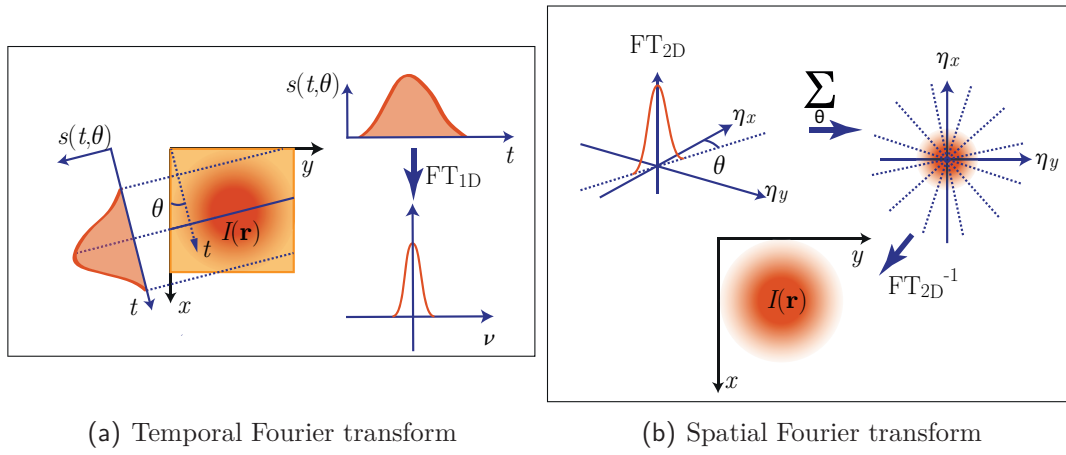 s(t,θ)
t
θ
t
I(r)
y
x
s(t,θ)
t
FT1D
ν
(a) Temporal Fourier transform
FT2D
ηx
θ
ηy
∑
θ
ηx
ηy
FT2D-1
y
I(r)
x
(b) Spatial Fourier transform